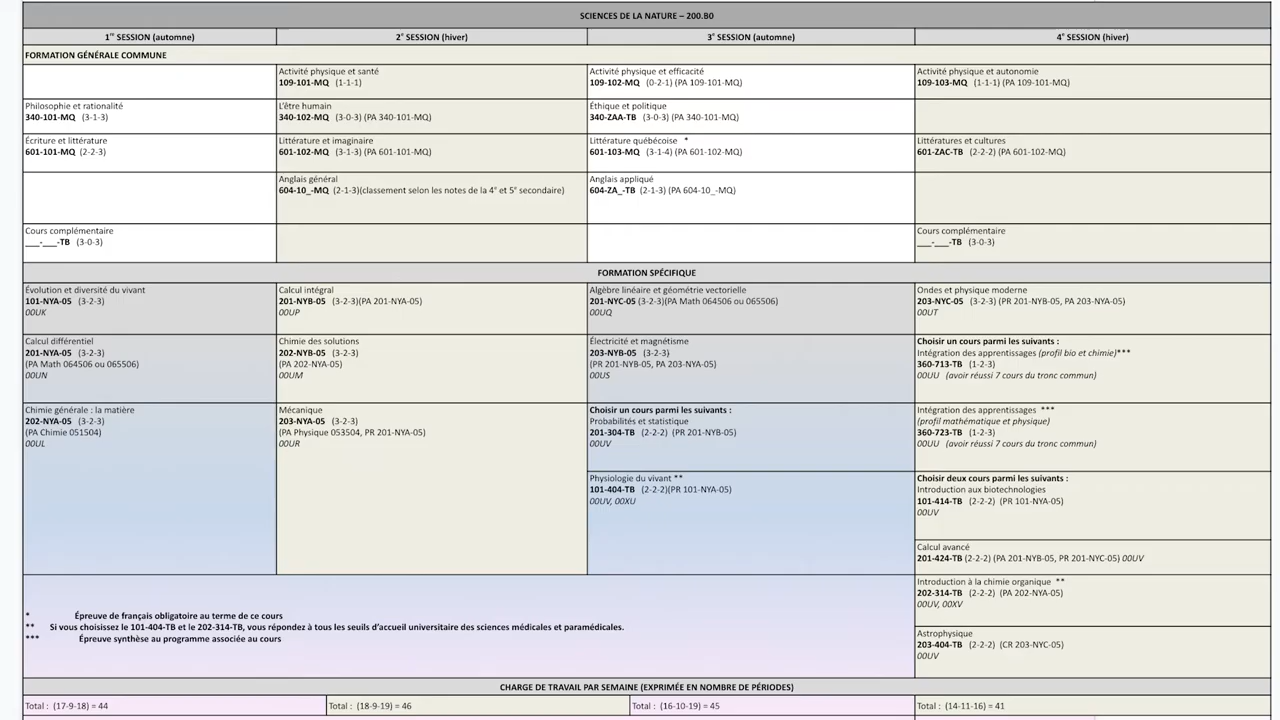 SCIENCES DE LA NATURE – 200.B0
1re SESSION (automne)
2e SESSION (hiver)
3e SESSION (automne)
4e SESSION (hiver)
FORMATION GÉNÉRALE COMMUNE
Activité physique et santé
109-101-MQ (1-1-1)
Activité physique et efficacité
109-102-MQ (0-2-1) (PA 109-101-MQ)
Activité physique et autonomie
109-103-MQ (1-1-1) (PA 109-101-MQ)
Philosophie et rationalité
340-101-MQ (3-1-3)
L'être humain
340-102-MQ (3-0-3) (PA 340-101-MQ)
Éthique et politique
340-ZAA-TB (3-0-3) (PA 340-101-MQ)
Écriture et littérature
601-101-MQ (2-2-3)
Littérature et imaginaire
601-102-MQ (3-1-3) (PA 601-101-MQ)
Littérature québécoise *
601-103-MQ (3-1-4) (PA 601-102-MQ)
Littératures et cultures
601-ZAC-TB (2-2-2) (PA 601-102-MQ)
Anglais général
604-10_-MQ (2-1-3)(classement selon les notes de la 4e et 5e secondaire)
Anglais appliqué
604-ZA_-TB (2-1-3) (PA 604-10_-MQ)
Cours complémentaire
___-___-TB (3-0-3)
Cours complémentaire
___-___-TB (3-0-3)
FORMATION SPÉCIFIQUE
Évolution et diversité du vivant
101-NYA-05 (3-2-3)
00UK
Calcul intégral
201-NYB-05 (3-2-3)(PA 201-NYA-05)
00UP
Algèbre linéaire et géométrie vectorielle
201-NYC-05 (3-2-3)(PA Math 064506 ou 065506)
00UQ
Ondes et physique moderne
203-NYC-05 (3-2-3) (PR 201-NYB-05, PA 203-NYA-05)
00UT
Calcul différentiel
201-NYA-05 (3-2-3)
(PA Math 064506 ou 065506)
00UN
Chimie des solutions
202-NYB-05 (3-2-3)
(PA 202-NYA-05)
00UM
Électricité et magnétisme
203-NYB-05 (3-2-3)
(PR 201-NYB-05, PA 203-NYA-05)
00US
Choisir un cours parmi les suivants :
Intégration des apprentissages (profil bio et chimie)***
360-713-TB (1-2-3)
00UU (avoir réussi 7 cours du tronc commun)
Chimie générale : la matière
202-NYA-05 (3-2-3)
(PA Chimie 051504)
00UL
Mécanique
203-NYA-05 (3-2-3)
(PA Physique 053504, PR 201-NYA-05)
00UR
Choisir un cours parmi les suivants :
Probabilités et statistique
201-304-TB (2-2-2) (PR 201-NYB-05)
00UV
Intégration des apprentissages ***
(profil mathématique et physique)
360-723-TB (1-2-3)
00UU (avoir réussi 7 cours du tronc commun)
Physiologie du vivant **
101-404-TB (2-2-2)(PR 101-NYA-05)
00UV, 00XU
Choisir deux cours parmi les suivants :
Introduction aux biotechnologies
101-414-TB (2-2-2) (PR 101-NYA-05)
00UV
Calcul avancé
201-424-TB (2-2-2) (PA 201-NYB-05, PR 201-NYC-05) 00UV
Introduction à la chimie organique **
202-314-TB (2-2-2) (PA 202-NYA-05)
00UV, 00XV
Astrophysique
203-404-TB (2-2-2) (CR 203-NYC-05)
00UV
* Épreuve de français obligatoire au terme de ce cours
** Si vous choisissez le 101-404-TB et le 202-314-TB, vous répondez à tous les seuils d'accueil universitaire des sciences médicales et paramédicales.
*** Épreuve synthèse au programme associée au cours
CHARGE DE TRAVAIL PAR SEMAINE (EXPRIMÉE EN NOMBRE DE PÉRIODES)
Total : (17-9-18) = 44
Total : (18-9-19) = 46
Total : (16-10-19) = 45
Total : (14-11-16) = 41